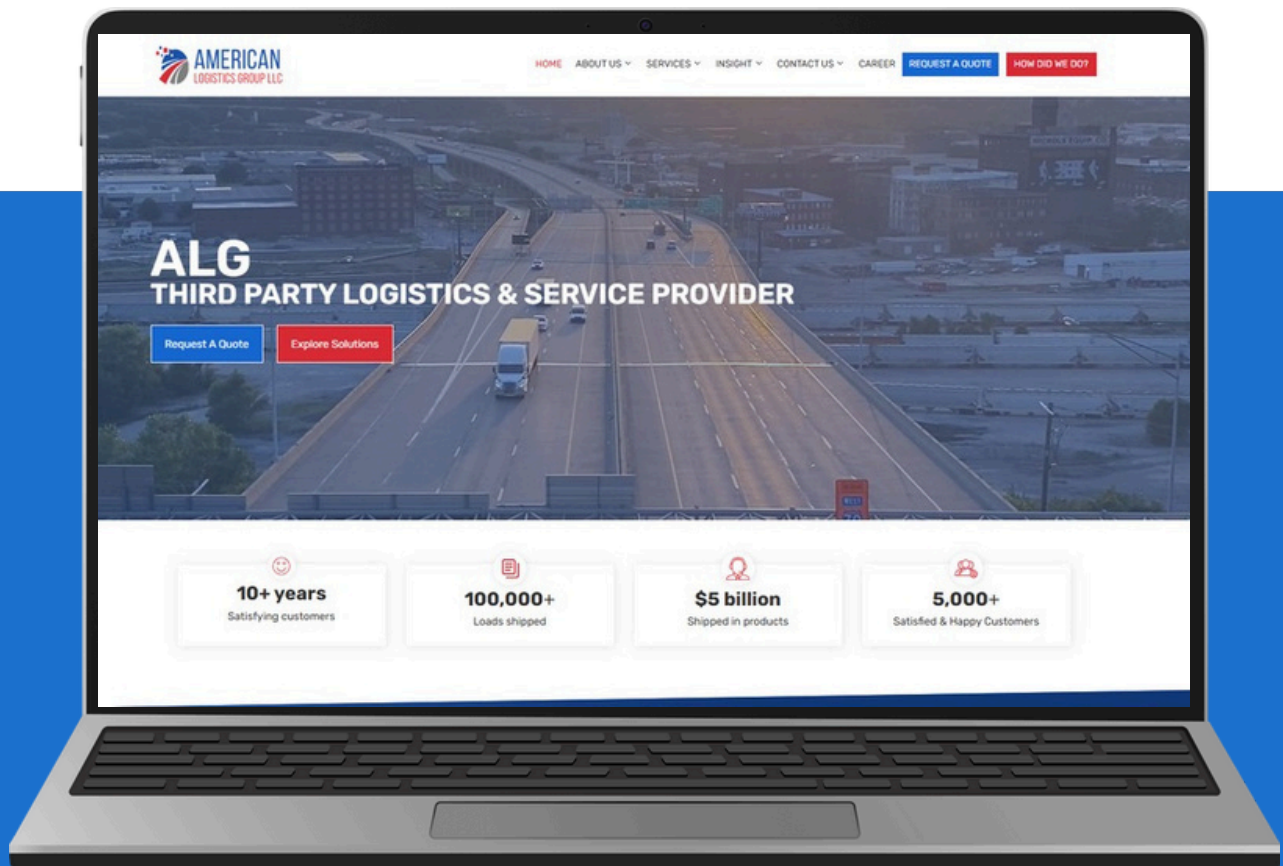 AMERICAN
LOGISTICS GROUP LLC
HOME ABOUT US SERVICES INSIGHT CONTACT US CAREER REQUEST A QUOTE HOW DID WE DO?
ALG
THIRD PARTY LOGISTICS & SERVICE PROVIDER
Request A Quote Explore Solutions
WEST
70
10+ years 100,000+ $5 billion 5,000+
Satisfying customers Loads shipped Shipped in products Satisfied & Happy Customers